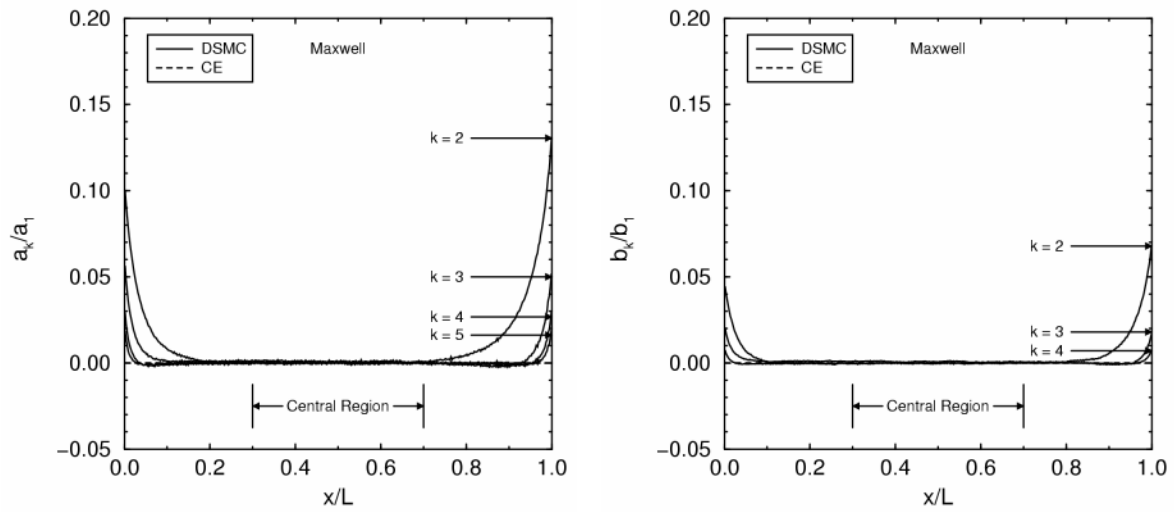 0.20
0.15
0.10
0.05
0.00
−0.05
a_k/a_1
DSMC
CE
Maxwell
k = 2
k = 3
k = 4
k = 5
Central Region
0.0 0.2 0.4 0.6 0.8 1.0
x/L
0.20
0.15
0.10
0.05
0.00
−0.05
b_k/b_1
DSMC
CE
Maxwell
k = 2
k = 3
k = 4
Central Region
0.0 0.2 0.4 0.6 0.8 1.0
x/L